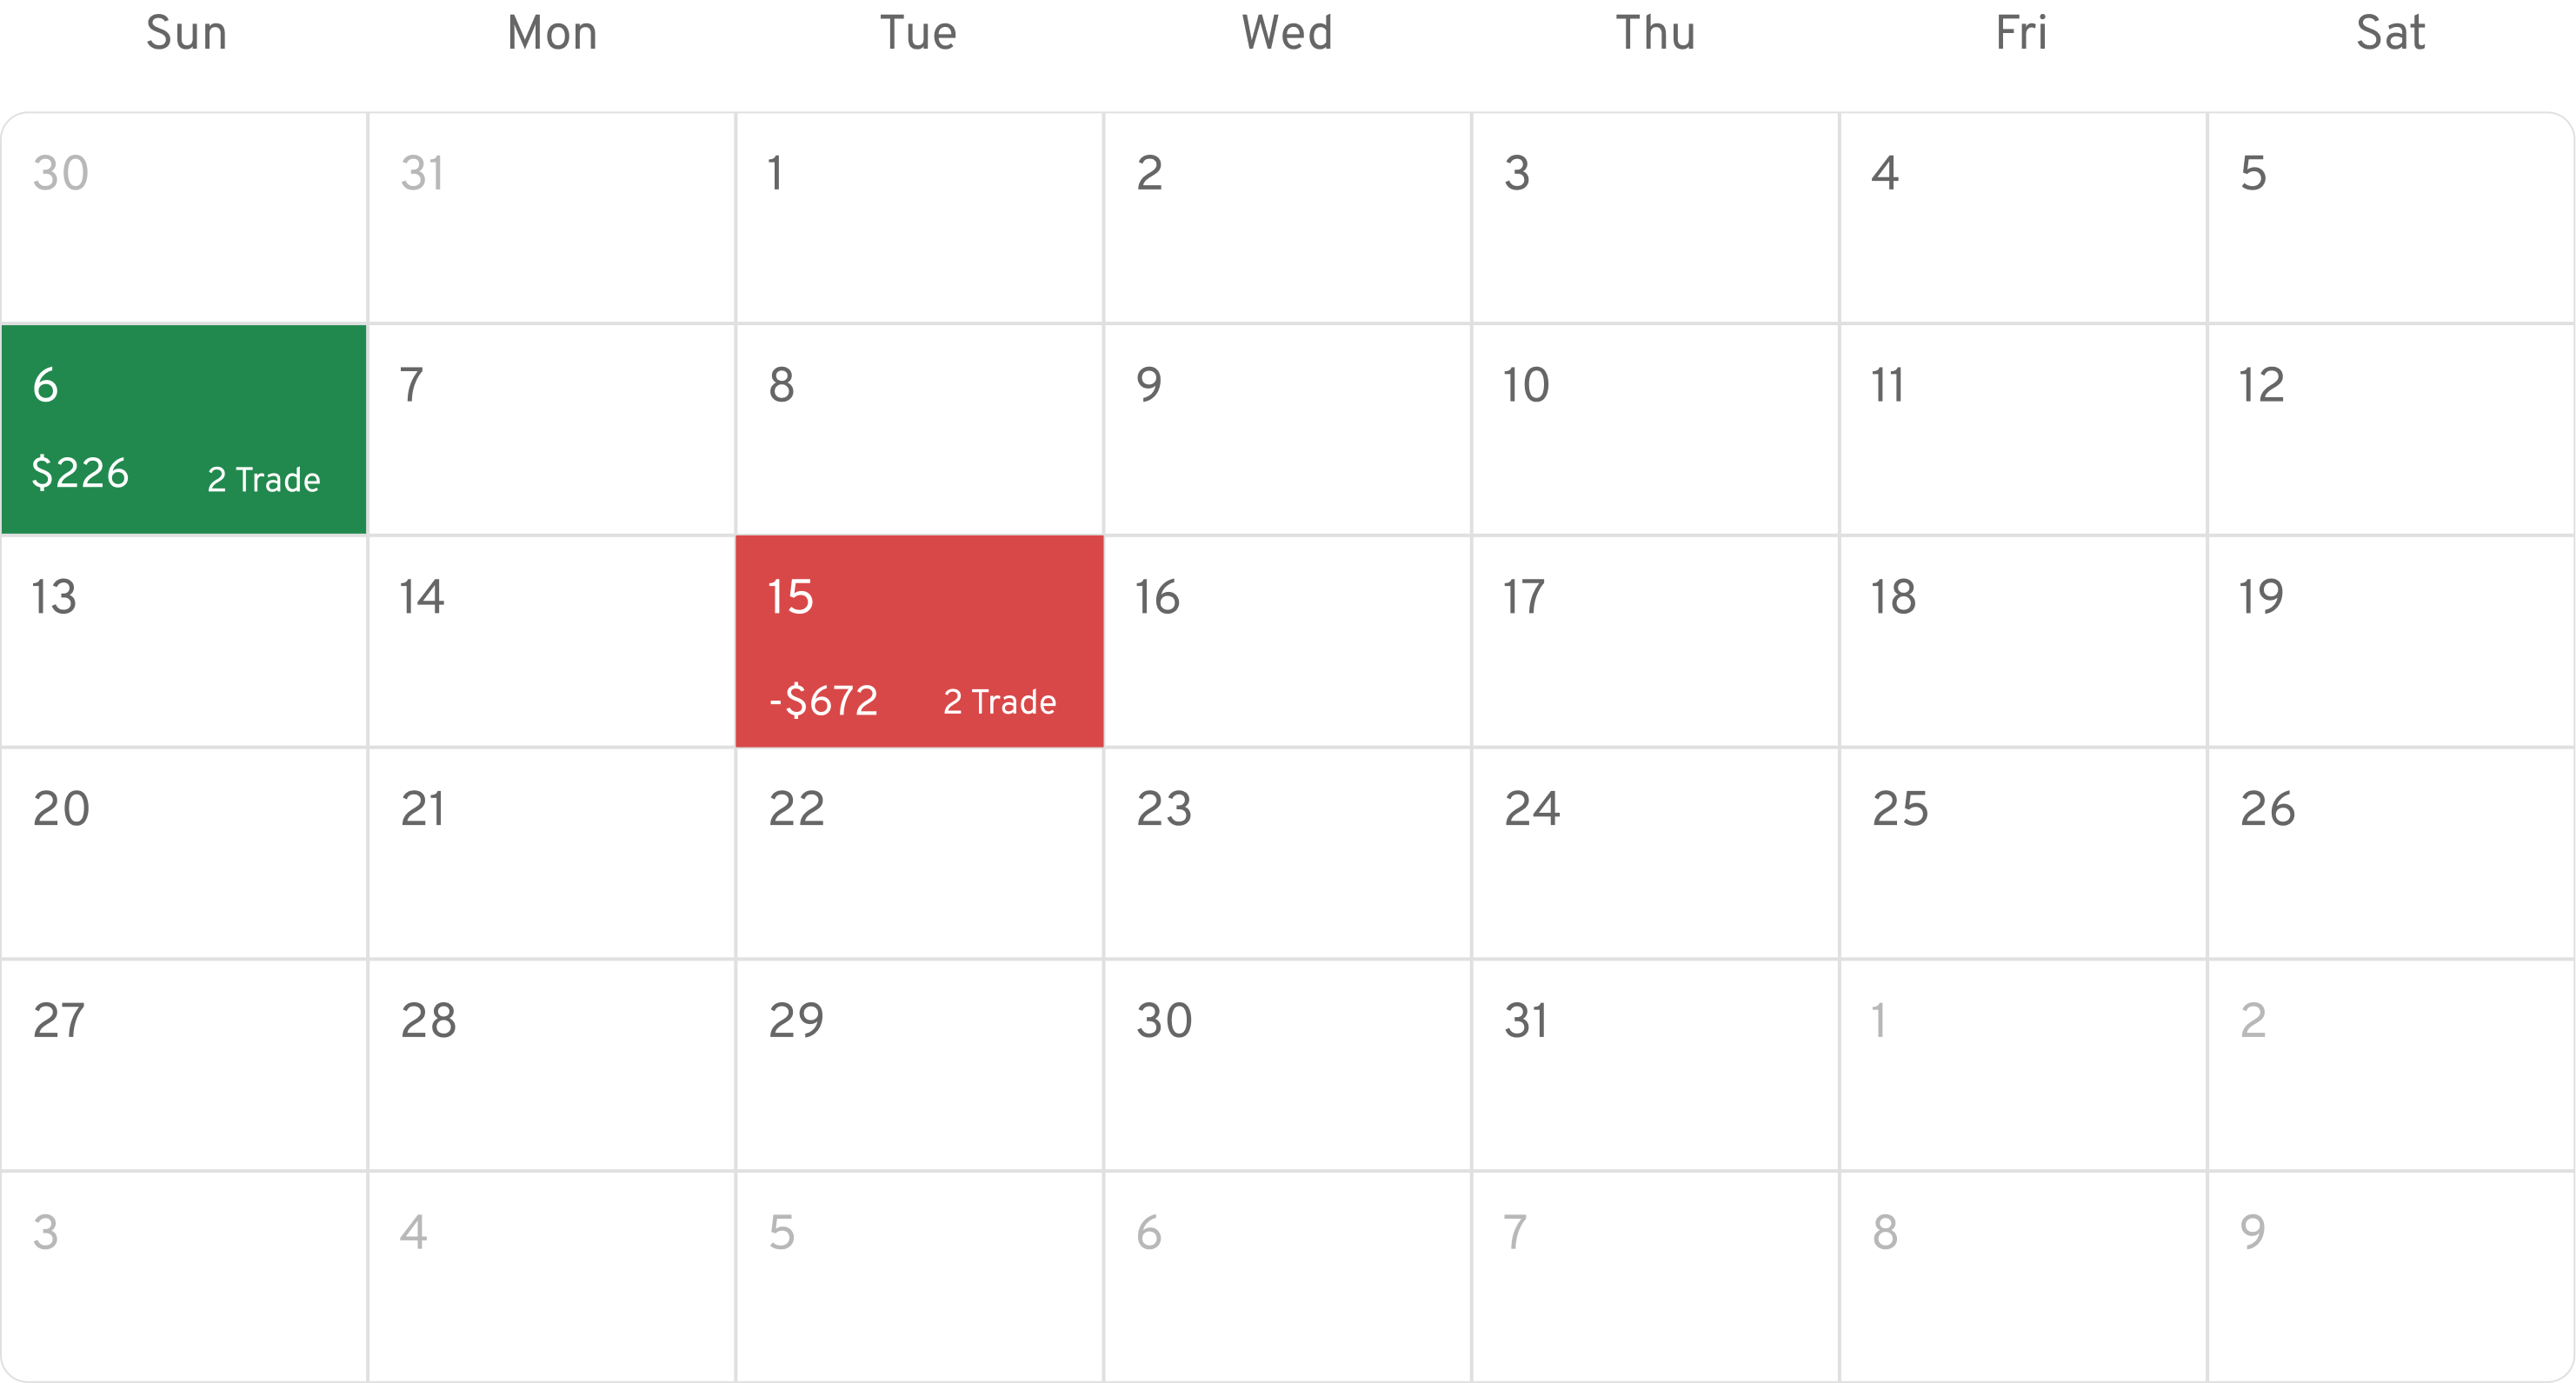 Sun Mon Tue Wed Thu Fri Sat
30 31 1 2 3 4 5
6 7 8 9 10 11 12
$226 2 Trade
13 14 15 16 17 18 19
-$672 2 Trade
20 21 22 23 24 25 26
27 28 29 30 31 1 2
3 4 5 6 7 8 9